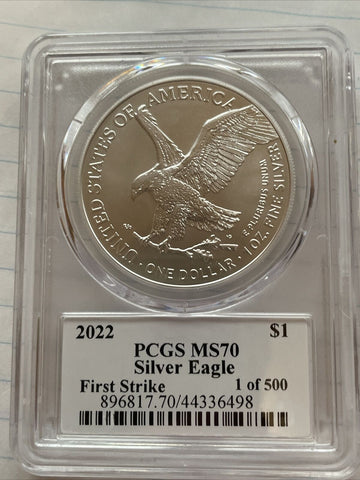 UNITED STATES OF AMERICA
E PLURIBUS UNUM
1 OZ. FINE SILVER
· ONE DOLLAR ·
2022 $1
PCGS MS70
Silver Eagle
First Strike 1 of 500
896817.70/44336498